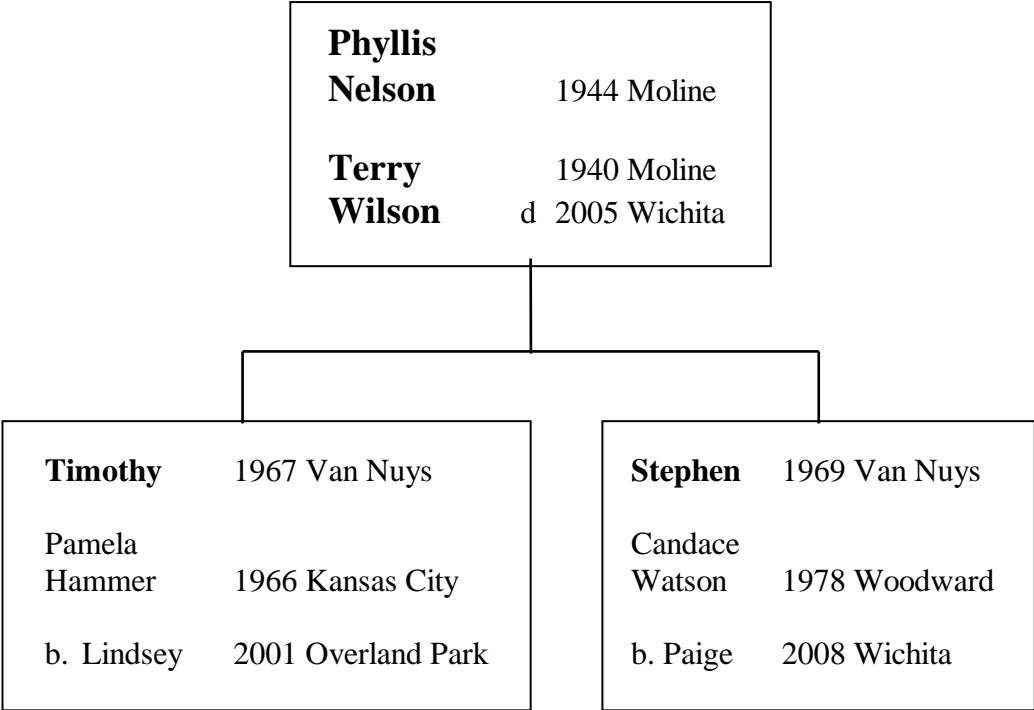 Phyllis
Nelson 1944 Moline
Terry 1940 Moline
Wilson d 2005 Wichita
Timothy 1967 Van Nuys
Pamela
Hammer 1966 Kansas City
b. Lindsey 2001 Overland Park
Stephen 1969 Van Nuys
Candace
Watson 1978 Woodward
b. Paige 2008 Wichita